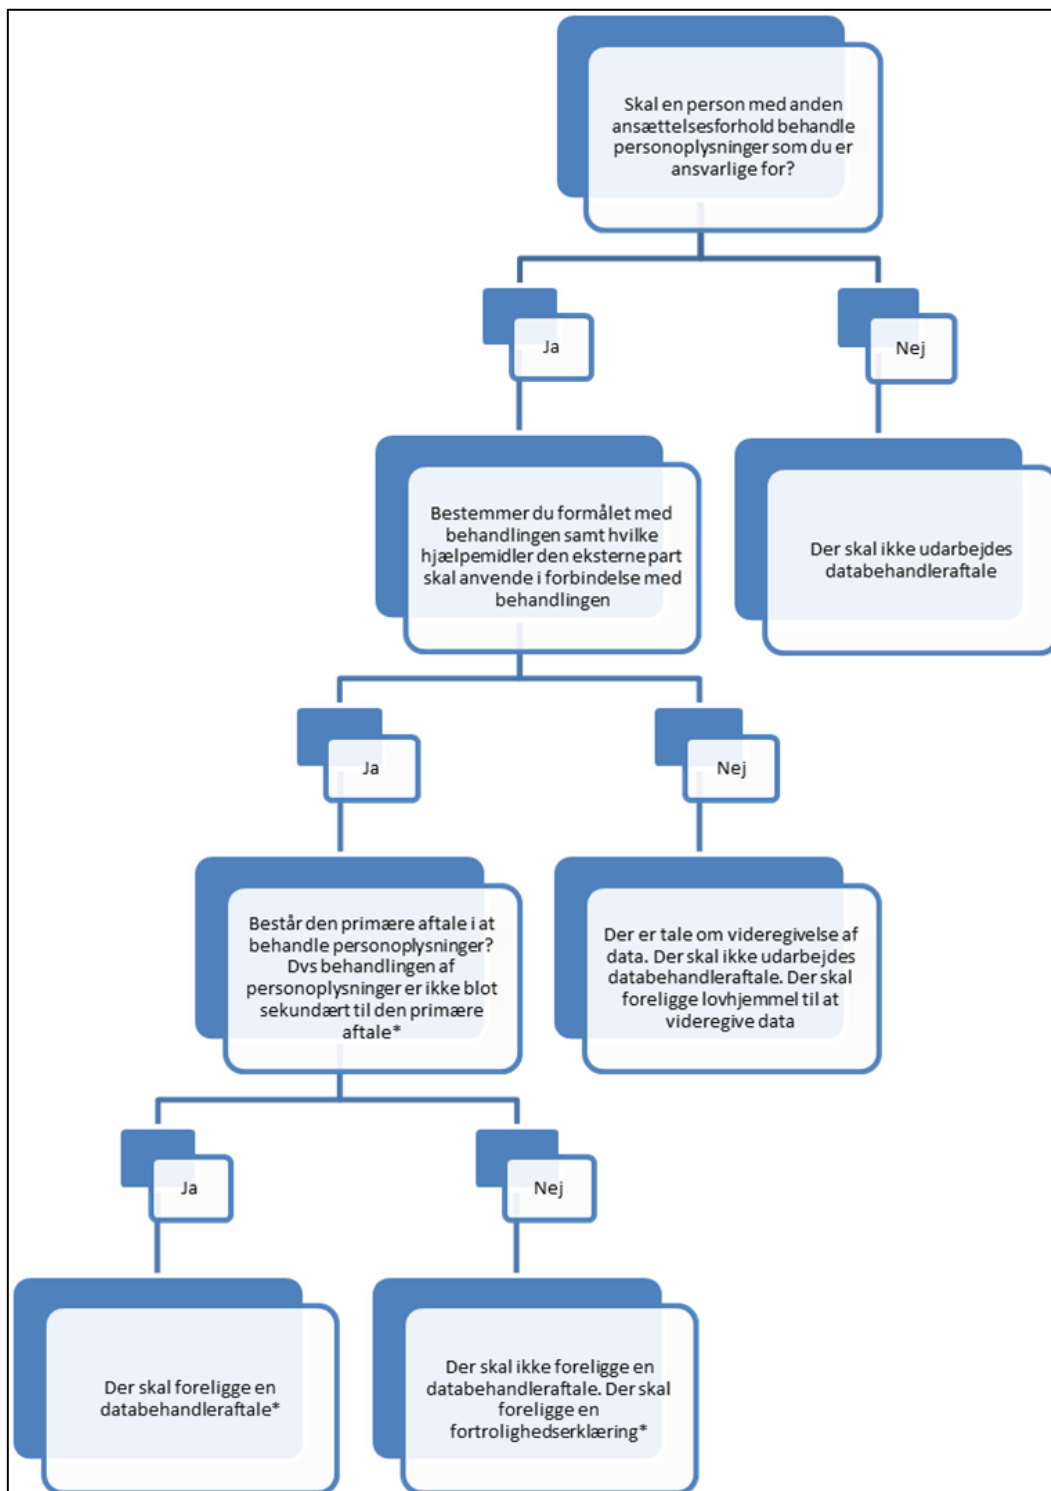 Skal en person med anden
ansættelsesforhold behandle
personoplysninger som du er
ansvarlige for?
Ja
Nej
Bestemmer du formålet med
behandlingen samt hvilke
hjælpemidler den eksterne part
skal anvende i forbindelse med
behandlingen
Der skal ikke udarbejdes
databehandleraftale
Ja
Nej
Består den primære aftale i at
behandle personoplysninger?
Dvs behandlingen af
personoplysninger er ikke blot
sekundært til den primære
aftale*
Der er tale om videregivelse af
data. Der skal ikke udarbejdes
databehandleraftale. Der skal
foreligge lovhjemmel til at
videregive data
Ja
Nej
Der skal foreligge en
databehandleraftale*
Der skal ikke foreligge en
databehandleraftale. Der skal
foreligge en
fortrolighedserklæring*